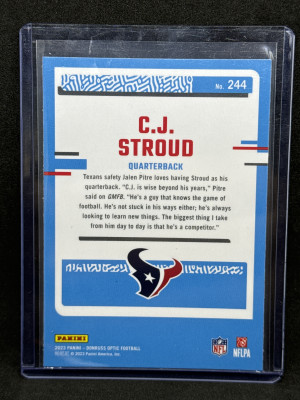 No. 244
C.J.
STROUD
QUARTERBACK
Texans safety Jalen Pitre loves having Stroud as his
quarterback. "C.J. is wise beyond his years," Pitre
said on GMFB. "He's a guy that knows the game of
football. He's not stuck in his ways either; he's always
looking to learn new things. The biggest thing I take
from him day to day is that he's a competitor."
PANINI
2023 PANINI - DONRUSS OPTIC FOOTBALL
© 2023 Panini America, Inc.
NFL
NFLPA